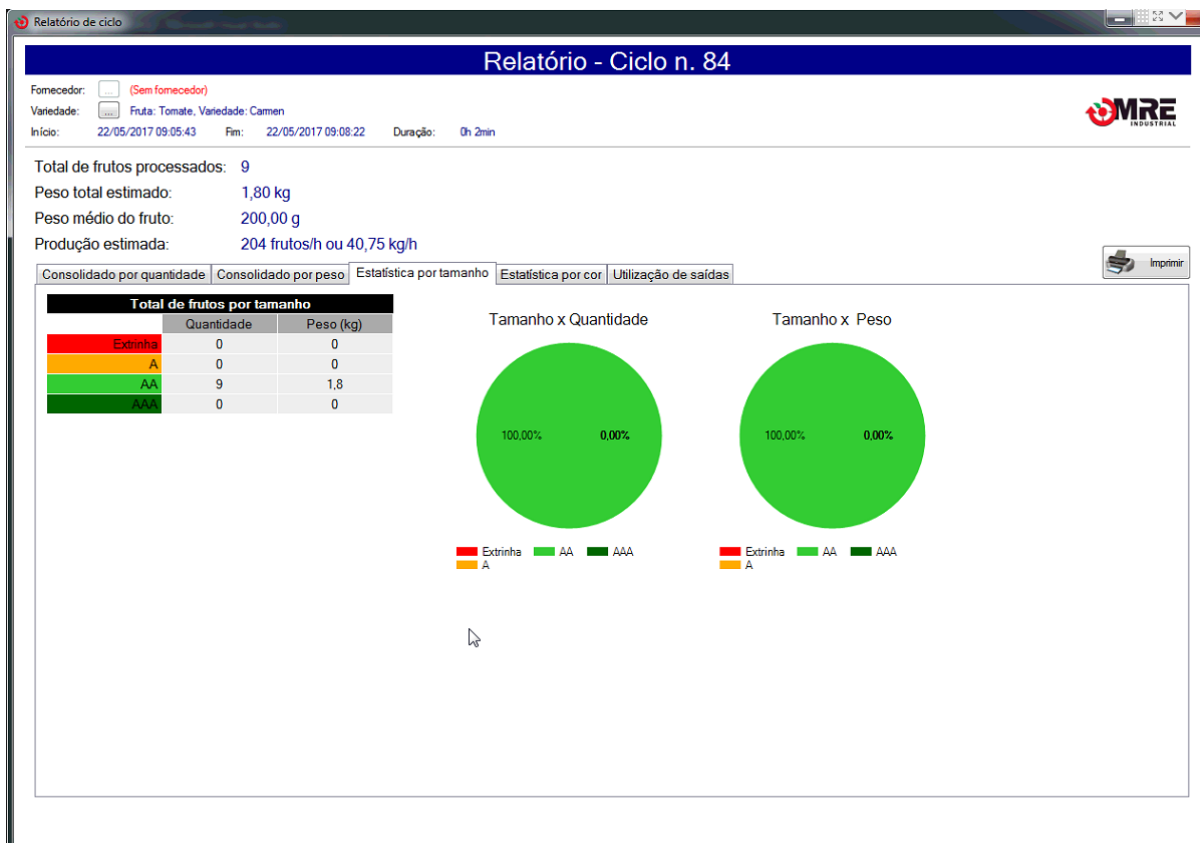 Relatório de ciclo
Relatório - Ciclo n. 84
Fornecedor: ... (Sem fornecedor)
Variedade: ... Fruta: Tomate, Variedade: Carmen
MRE
INDUSTRIAL
Início: 22/05/2017 09:05:43 Fim: 22/05/2017 09:08:22 Duração: 0h 2min
Total de frutos processados: 9
Peso total estimado: 1,80 kg
Peso médio do fruto: 200,00 g
Produção estimada: 204 frutos/h ou 40,75 kg/h
Imprimir
Consolidado por quantidade Consolidado por peso Estatística por tamanho Estatística por cor Utilização de saídas
Total de frutos por tamanho
Quantidade Peso (kg)
Extrinha 0 0
A 0 0
AA 9 1,8
AAA 0 0
Tamanho x Quantidade
100,00% 0,00%
Extrinha AA AAA
A
Tamanho x Peso
100,00% 0,00%
Extrinha AA AAA
A